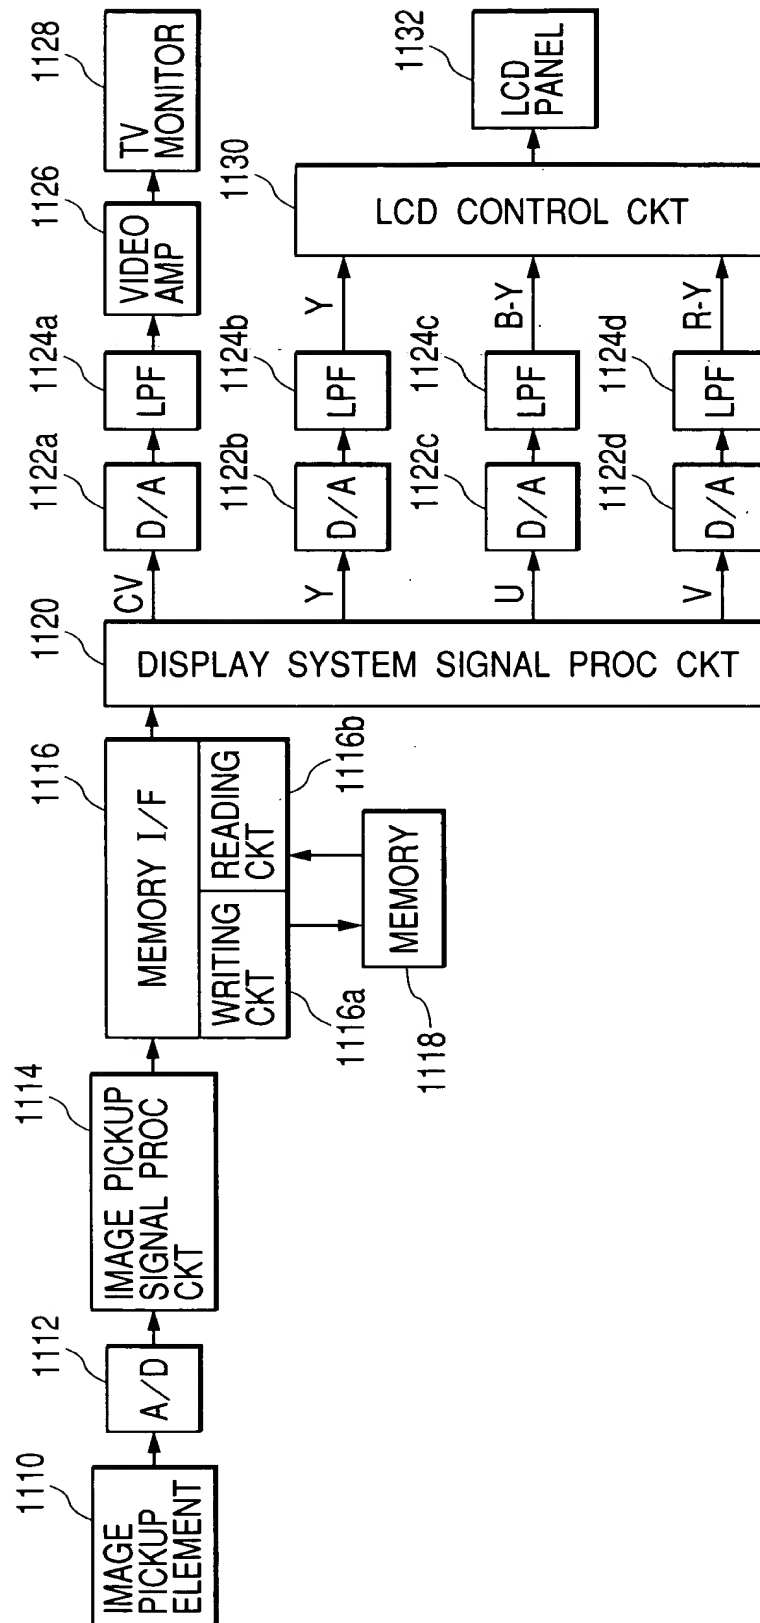 1110
IMAGE
PICKUP
ELEMENT
1112
A/D
1114
IMAGE PICKUP
SIGNAL PROC
CKT
1116
MEMORY I/F
WRITING
CKT
READING
CKT
1116a
1116b
MEMORY
1118
1120
DISPLAY SYSTEM SIGNAL PROC CKT
CV
1122a
D/A
1124a
LPF
1126
VIDEO
AMP
1128
TV
MONITOR
Y
1122b
D/A
1124b
LPF
Y
U
1122c
D/A
1124c
LPF
B-Y
V
1122d
D/A
1124d
LPF
R-Y
1130
LCD CONTROL CKT
1132
LCD
PANEL